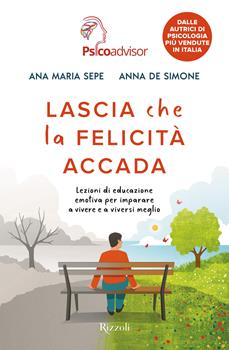 Psicoadvisor
DALLE
AUTRICI DI
PSICOLOGIA
PIÙ VENDUTE
IN ITALIA
ANA MARIA SEPE ANNA DE SIMONE
LASCIA che
la FELICITÀ
ACCADA
Lezioni di educazione
emotiva per imparare
a vivere e a viversi meglio
Rizzoli